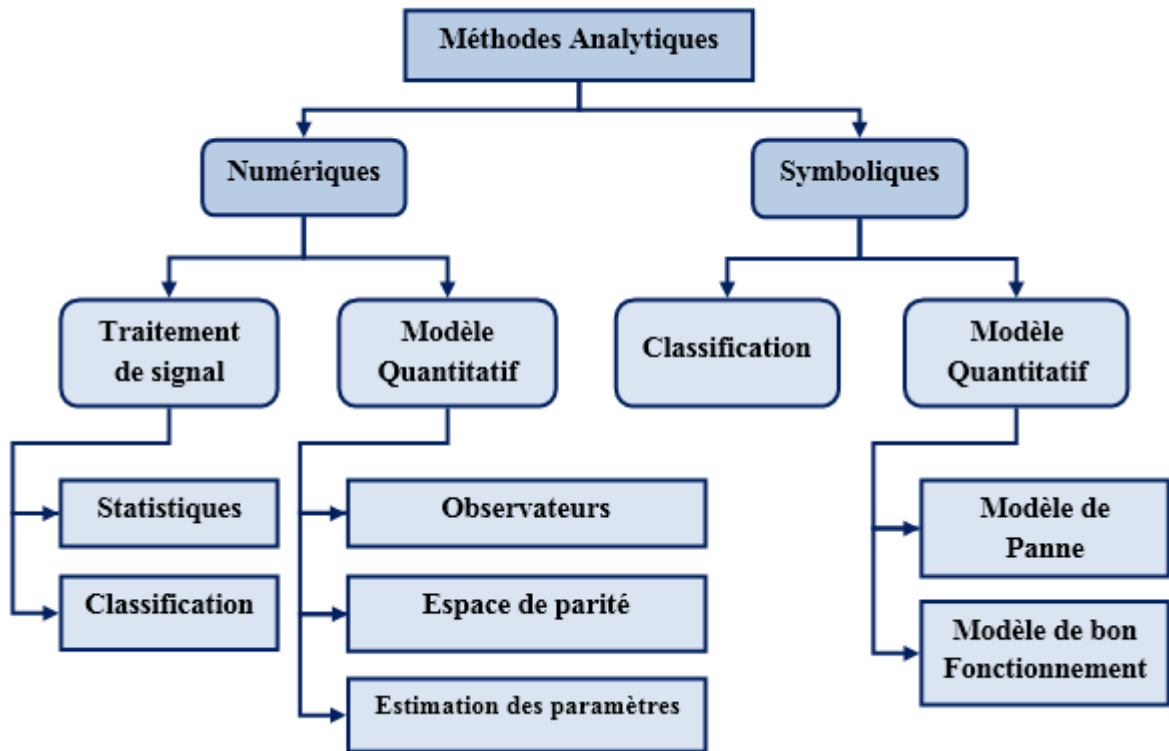 Méthodes Analytiques
Numériques
Symboliques
Traitement
de signal
Modèle
Quantitatif
Classification
Modèle
Quantitatif
Statistiques
Classification
Observateurs
Espace de parité
Estimation des paramètres
Modèle de
Panne
Modèle de bon
Fonctionnement